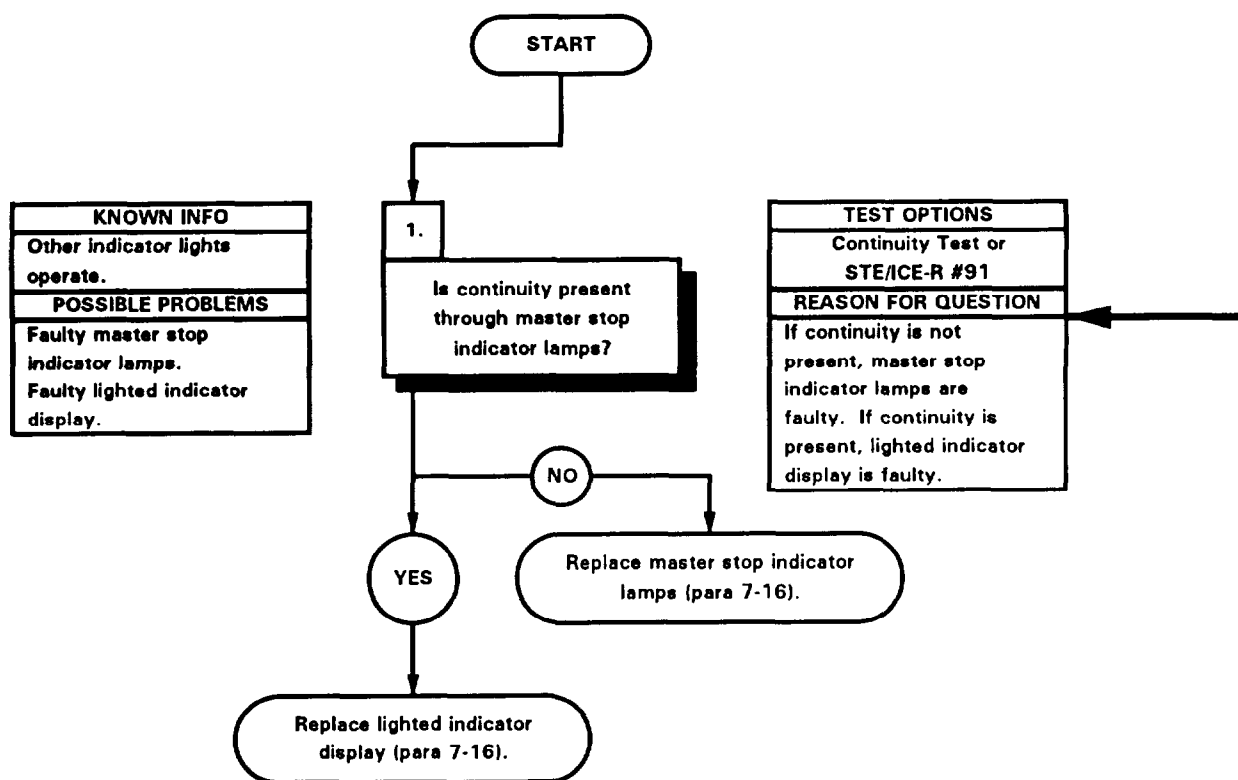 START
KNOWN INFO
Other indicator lights
operate.
POSSIBLE PROBLEMS
Faulty master stop
indicator lamps.
Faulty lighted indicator
display.
1.
Is continuity present
through master stop
indicator lamps?
TEST OPTIONS
Continuity Test or
STE/ICE-R #91
REASON FOR QUESTION
If continuity is not
present, master stop
indicator lamps are
faulty. If continuity is
present, lighted indicator
display is faulty.
NO
YES
Replace master stop indicator
lamps (para 7-16).
Replace lighted indicator
display (para 7-16).